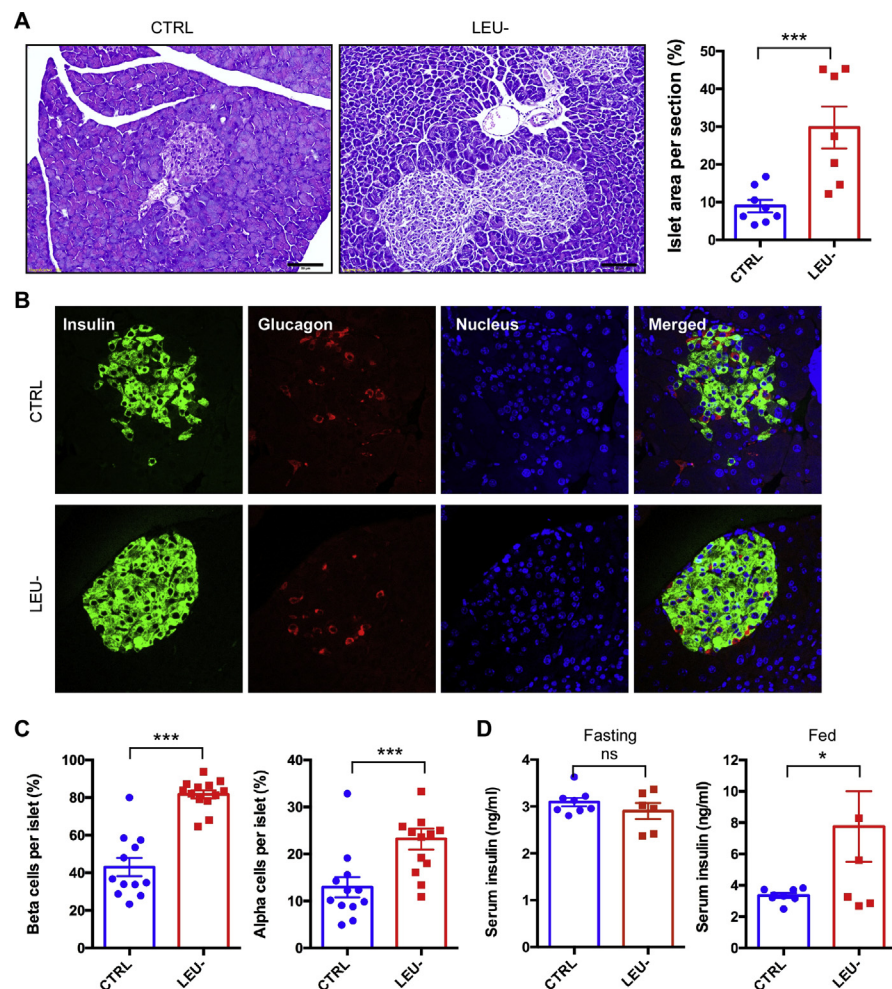 A
CTRL
LEU-
Islet area per section (%)
50
40
30
20
10
0
***
CTRL
LEU-
B
Insulin
Glucagon
Nucleus
Merged
CTRL
LEU-
C
Beta cells per islet (%)
100
80
60
40
20
0
***
CTRL
LEU-
Alpha cells per islet (%)
40
30
20
10
0
***
CTRL
LEU-
D
Fasting
ns
Serum insulin (ng/ml)
4
3
2
1
0
CTRL
LEU-
Fed
*
Serum insulin (ng/ml)
12
10
8
6
4
2
0
CTRL
LEU-